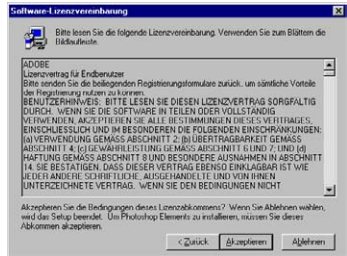 Software-Lizenzvereinbarung
Bitte lesen Sie die folgende Lizenzvereinbarung. Verwenden Sie zum Blättern die
Bildlaufleiste.
ADOBE
Lizenzvertrag für Endbenutzer
Bitte senden Sie die beiliegenden Registrierungsformulare zurück, um sämtliche Vorteile
der Registrierung nutzen zu können.
BENUTZERHINWEIS: BITTE LESEN SIE DIESEN LIZENZVERTRAG SORGFÄLTIG
DURCH. WENN SIE DIE SOFTWARE IN TEILEN ODER VOLLSTÄNDIG
VERWENDEN, AKZEPTIEREN SIE ALLE BESTIMMUNGEN DIESES VERTRAGES,
EINSCHLIESSLICH UND IM BESONDEREN DIE FOLGENDEN EINSCHRÄNKUNGEN:
(a) VERWENDUNG GEMÄSS ABSCHNITT 2; (b) ÜBERTRAGBARKEIT GEMÄSS
ABSCHNITT 4; (c) GEWÄHRLEISTUNG GEMÄSS ABSCHNITT 6 UND 7; UND (d)
HAFTUNG GEMÄSS ABSCHNITT 8 UND BESONDERE AUSNAHMEN IN ABSCHNITT
14. SIE BESTÄTIGEN, DASS DIESER VERTRAG EBENSO EINKLAGBAR IST WIE
JEDER ANDERE SCHRIFTLICHE, AUSGEHANDELTE UND VON IHNEN
UNTERZEICHNETE VERTRAG. WENN SIE DEN BEDINGUNGEN NICHT
Akzeptieren Sie die Bedingungen dieses Lizenzabkommens? Wenn Sie Ablehnen wählen,
wird das Setup beendet. Um Photoshop Elements zu installieren, müssen Sie dieses
Abkommen akzeptieren.
< Zurück Akzeptieren Ablehnen